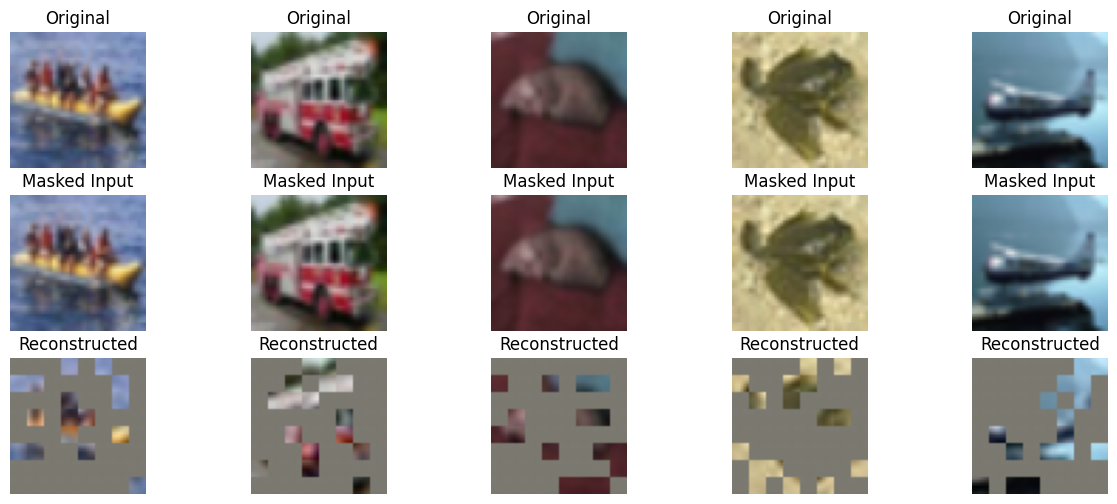 Original Original Original Original Original
Masked Input Masked Input Masked Input Masked Input Masked Input
Reconstructed Reconstructed Reconstructed Reconstructed Reconstructed